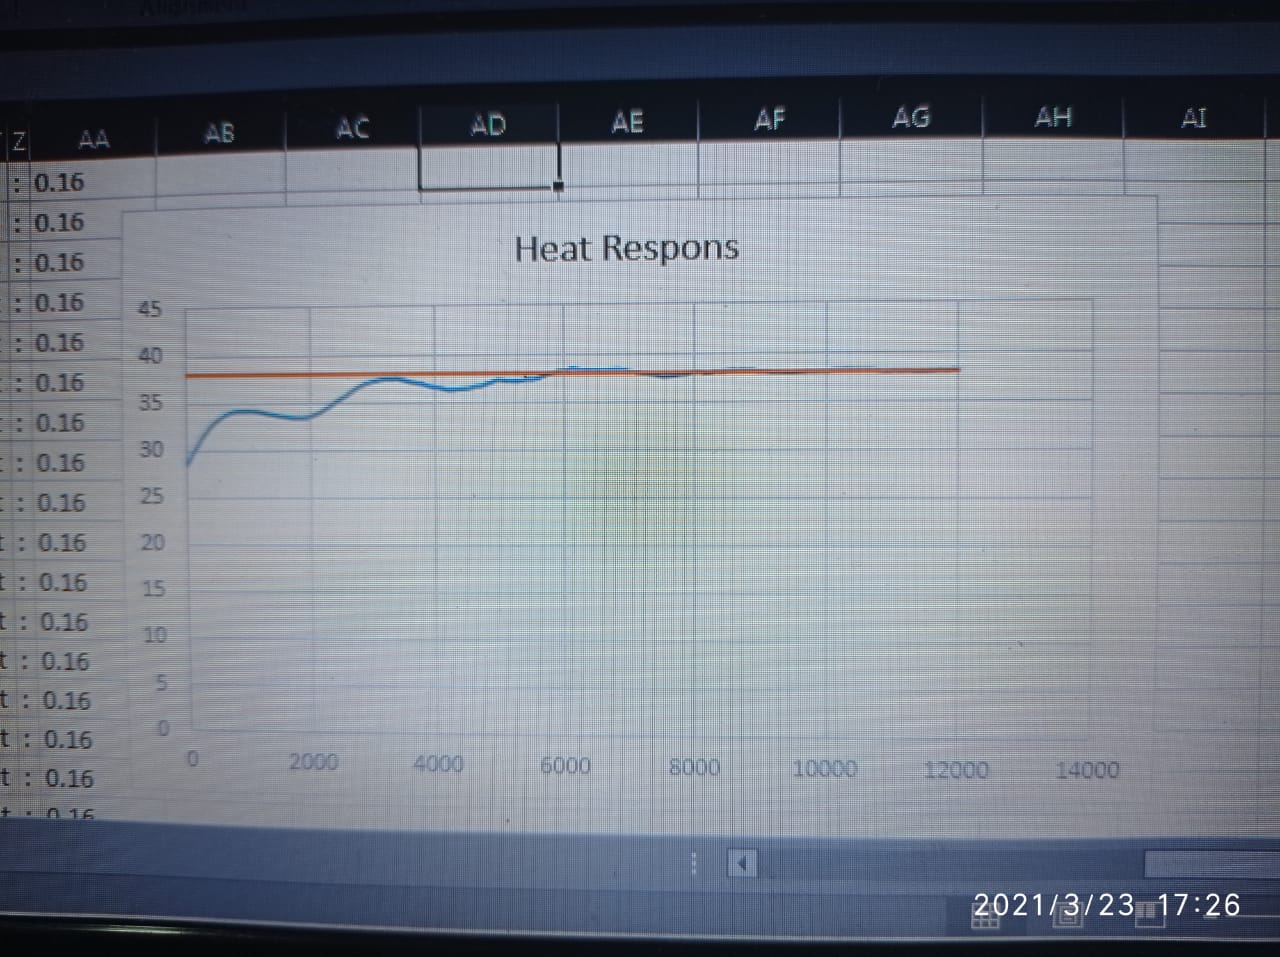 Z AA AB AC AD AE AF AG AH AI
: 0.16
: 0.16
: 0.16
: 0.16
: 0.16
: 0.16
: 0.16
: 0.16
: 0.16
t : 0.16
t : 0.16
t : 0.16
t : 0.16
t : 0.16
t : 0.16
t : 0.16
t : 0.16
Heat Respons
45
40
35
30
25
20
15
10
5
0
0 2000 4000 6000 8000 10000 12000 14000
2021/3/23 17:26